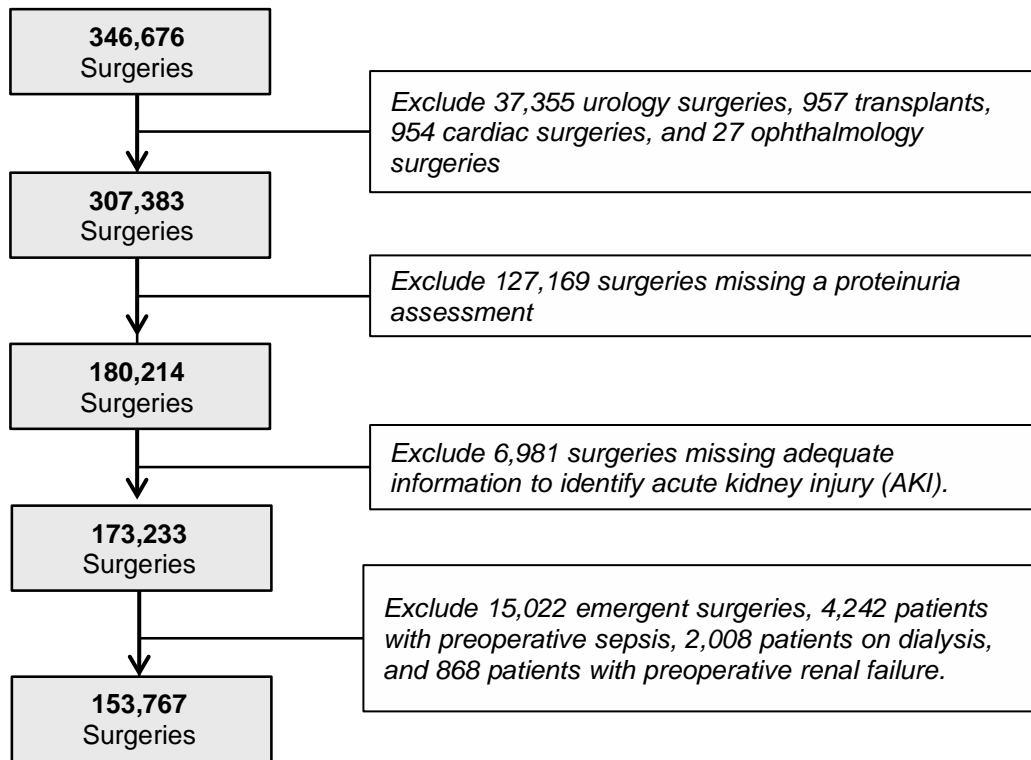 346,676
Surgeries
Exclude 37,355 urology surgeries, 957 transplants,
954 cardiac surgeries, and 27 ophthalmology
surgeries
307,383
Surgeries
Exclude 127,169 surgeries missing a proteinuria
assessment
180,214
Surgeries
Exclude 6,981 surgeries missing adequate
information to identify acute kidney injury (AKI).
173,233
Surgeries
Exclude 15,022 emergent surgeries, 4,242 patients
with preoperative sepsis, 2,008 patients on dialysis,
and 868 patients with preoperative renal failure.
153,767
Surgeries